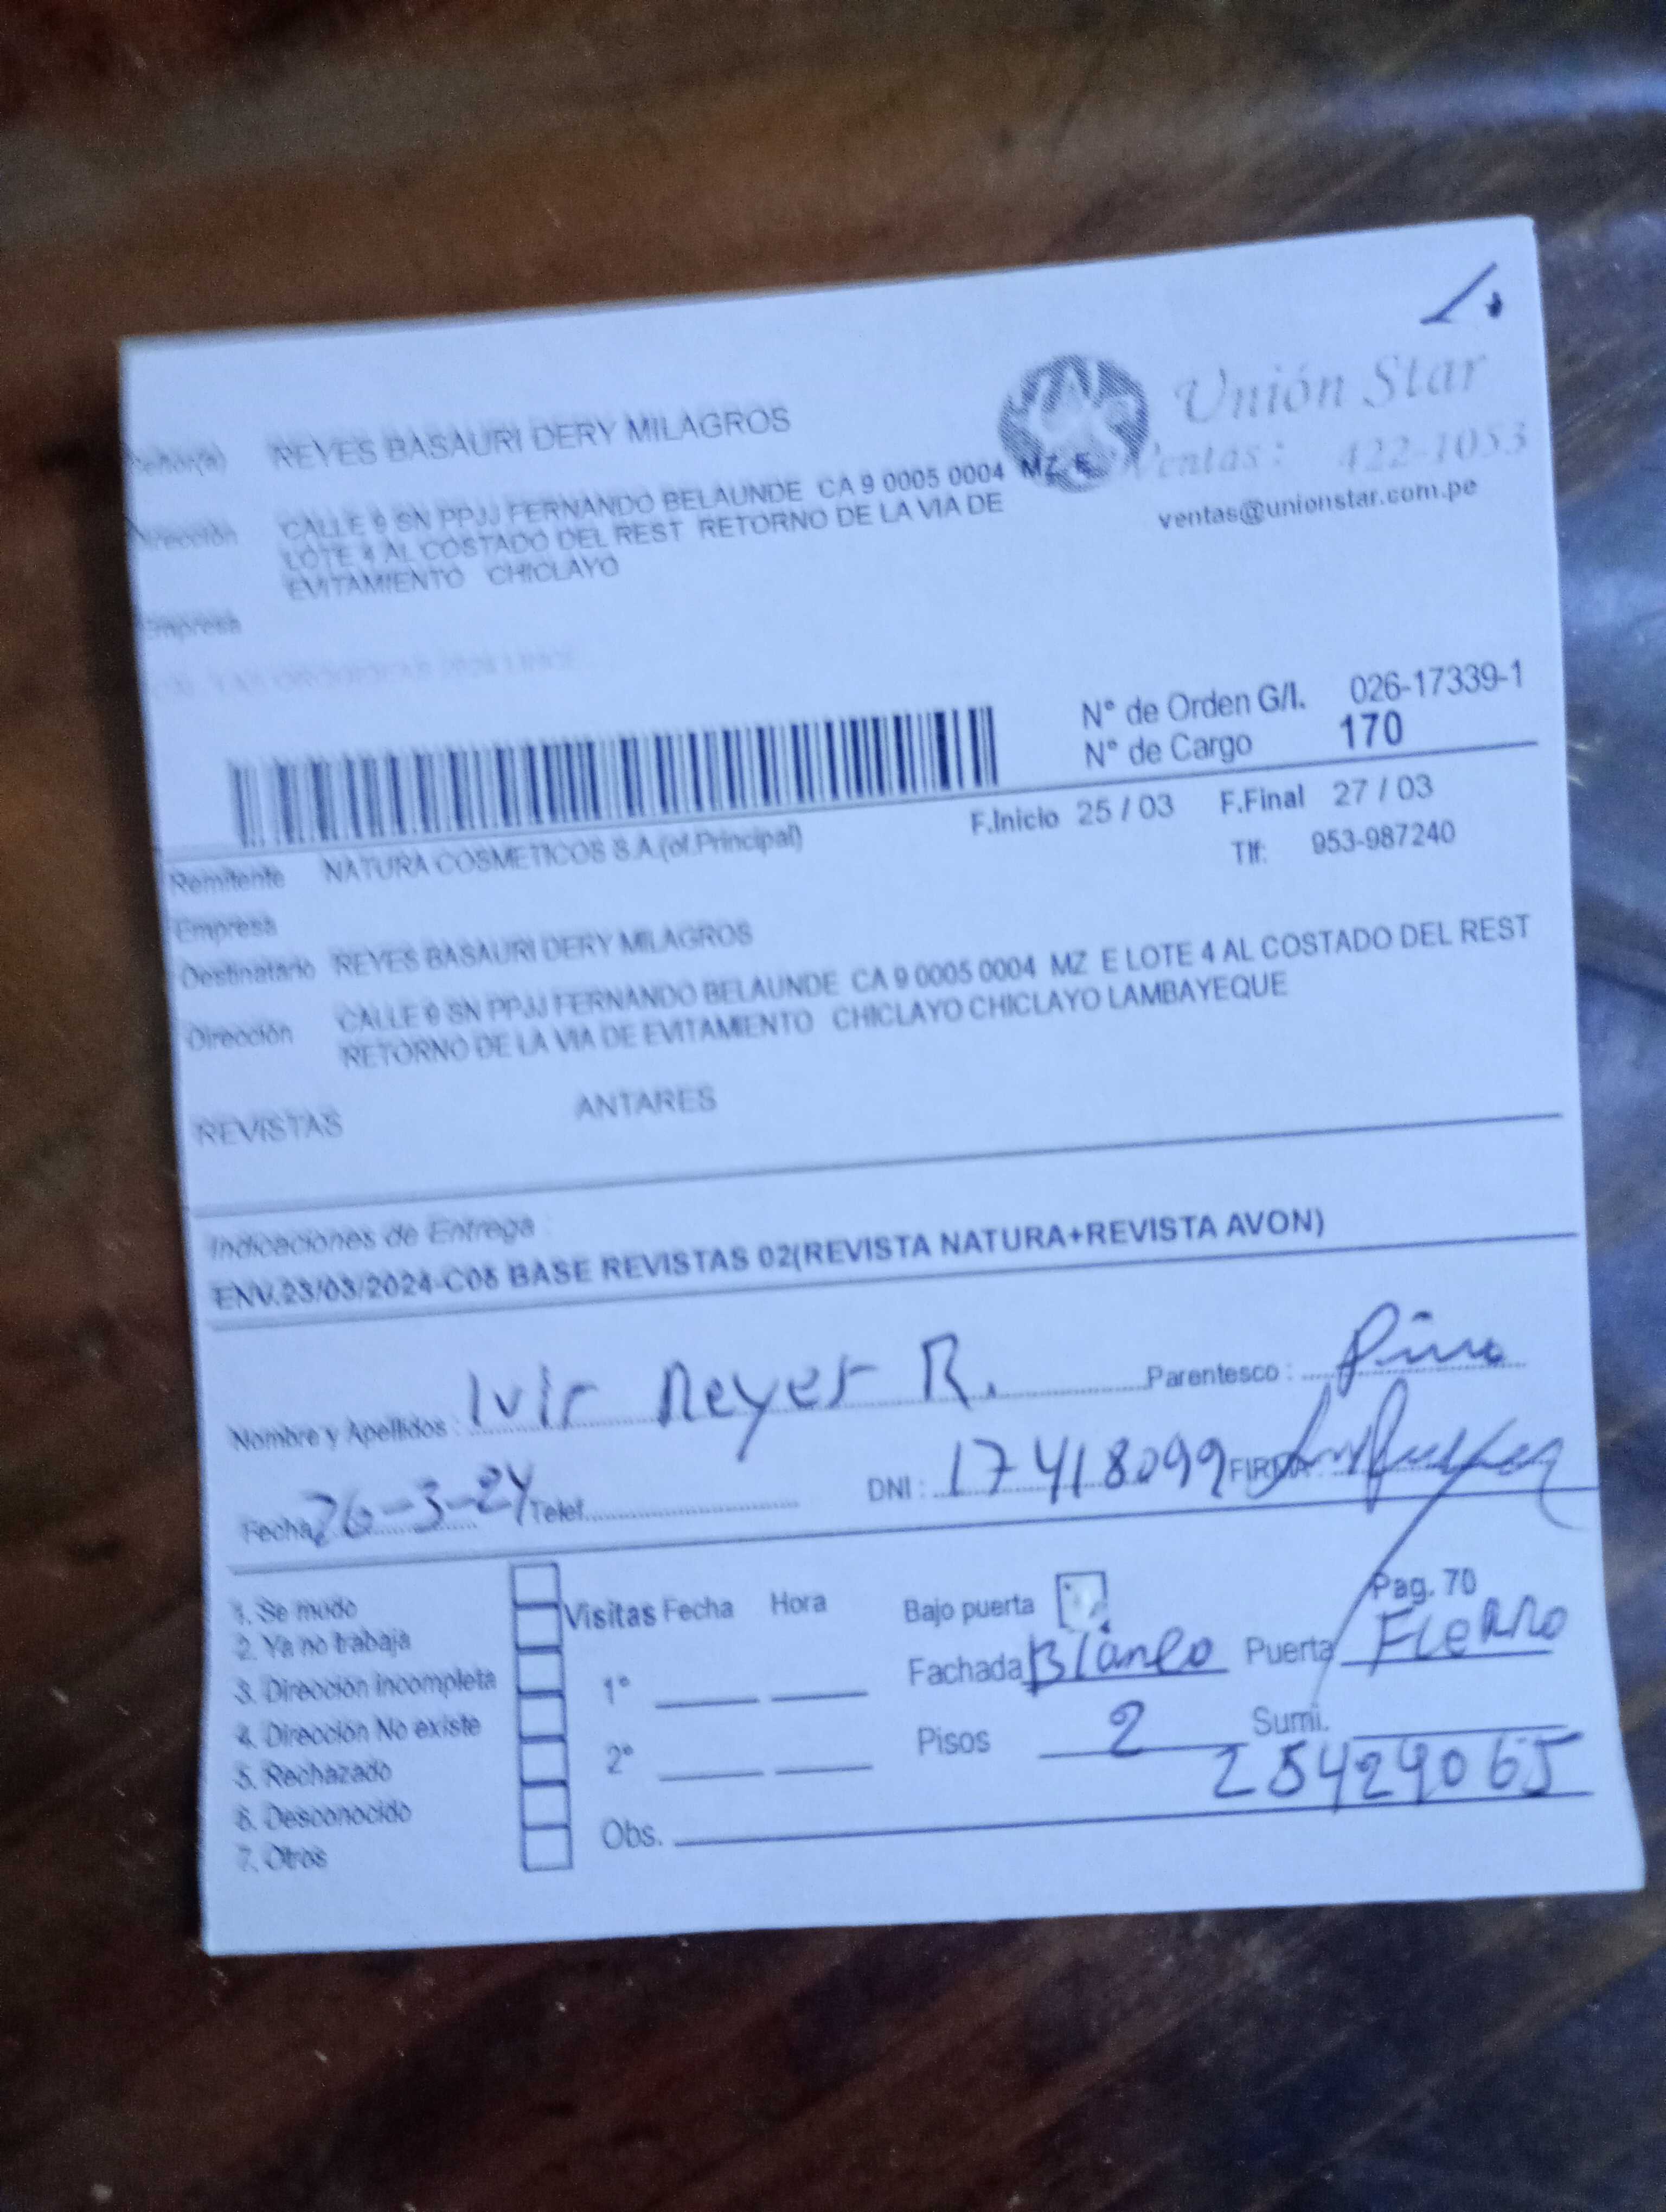 Señor(a) REYES BASAURI DERY MILAGROS
Unión Star
Ventas: 422-1053
ventas@unionstar.com.pe
Dirección CALLE 9 SN PPJJ FERNANDO BELAUNDE CA 9 0005 0004 MZ E
LOTE 4 AL COSTADO DEL REST RETORNO DE LA VIA DE
EVITAMIENTO CHICLAYO
Empresa
N° de Orden G/I. 026-17339-1
N° de Cargo 170
F.Inicio 25 / 03 F.Final 27 / 03
Remitente NATURA COSMETICOS S.A.(of.Principal)
Tlf: 953-987240
Empresa
Destinatario REYES BASAURI DERY MILAGROS
Dirección CALLE 9 SN PPJJ FERNANDO BELAUNDE CA 9 0005 0004 MZ E LOTE 4 AL COSTADO DEL REST
RETORNO DE LA VIA DE EVITAMIENTO CHICLAYO CHICLAYO LAMBAYEQUE
REVISTAS ANTARES
Indicaciones de Entrega :
ENV.23/03/2024-C05 BASE REVISTAS 02(REVISTA NATURA+REVISTA AVON)
Nombre y Apellidos : Ivir Reyes R. Parentesco :
Fecha 26-3-24 Telef. DNI : 17418099 FIRMA
1. Se mudo
2. Ya no trabaja
3. Dirección incompleta
4. Dirección No existe
5. Rechazado
6. Desconocido
7. Otros
Visitas Fecha Hora
1°
2°
Obs.
Bajo puerta
Pag. 70
Fachada Blanco Puerta Fierro
Pisos 2 Sumi.
25429065